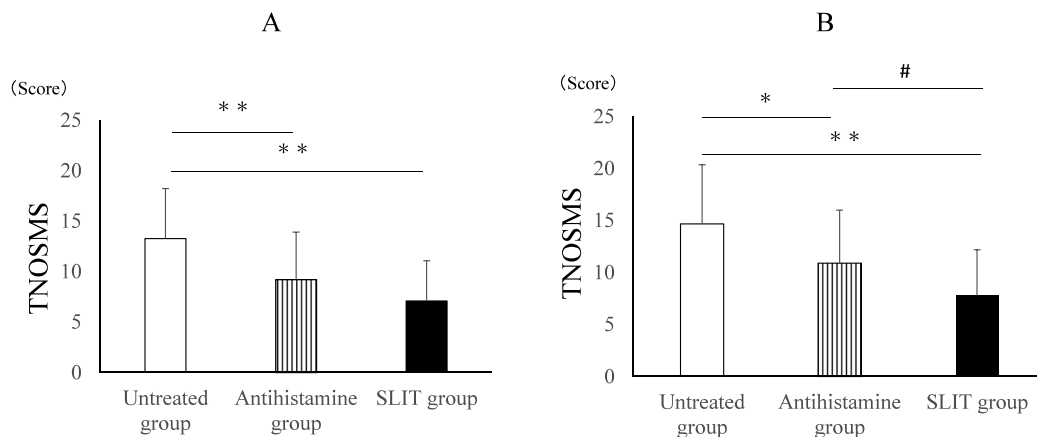 A
(Score)
TNOSMS
25
20
15
10
5
0
* *
* *
Untreated
group
Antihistamine
group
SLIT group
B
(Score)
TNOSMS
25
20
15
10
5
0
#
*
* *
Untreated
group
Antihistamine
group
SLIT group